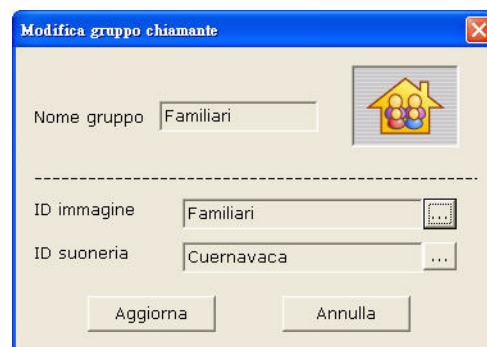 Modifica gruppo chiamante
Nome gruppo Familiari
ID immagine Familiari ...
ID suoneria Cuernavaca ...
Aggiorna Annulla